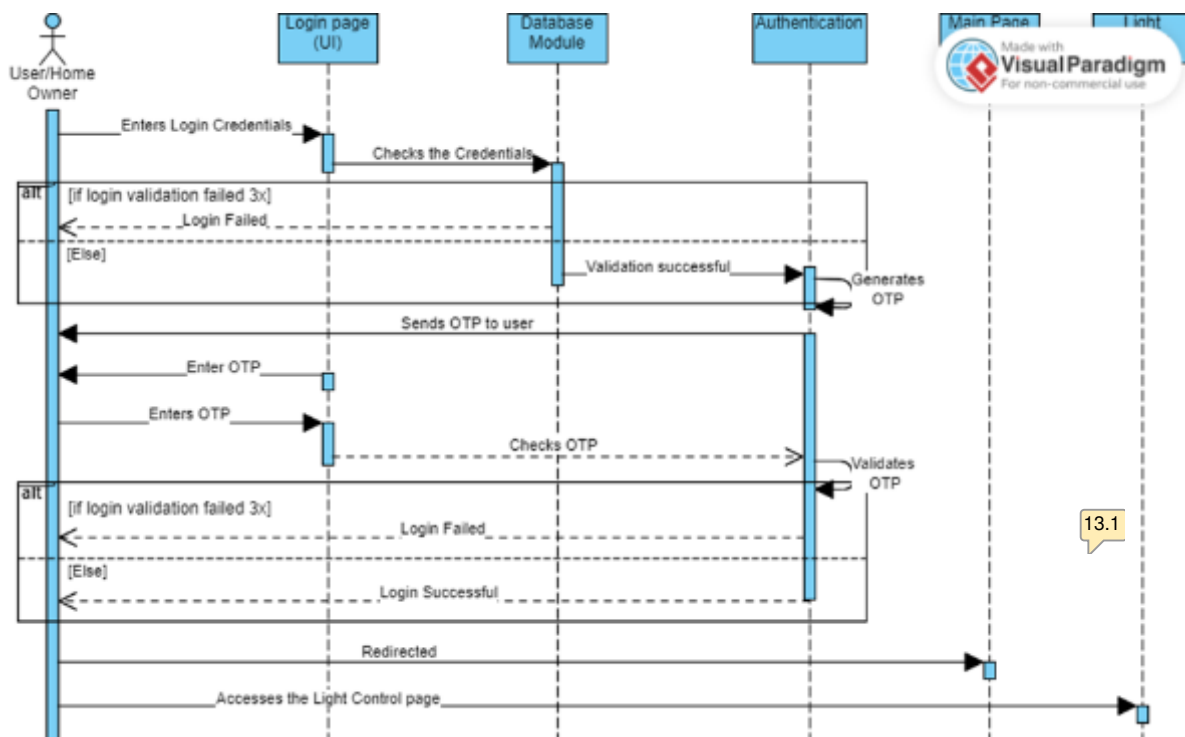 Login page
(UI)
Database
Module
Authentication
Main Page
Light
Made with
VisualParadigm
For non-commercial use
User/Home
Owner
Enters Login Credentials
Checks the Credentials
alt
[if login validation failed 3x]
Login Failed
[Else]
Validation successful
Generates
OTP
Sends OTP to user
Enter OTP
Enters OTP
Checks OTP
Validates
OTP
alt
[if login validation failed 3x]
Login Failed
13.1
[Else]
Login Successful
Redirected
Accesses the Light Control page